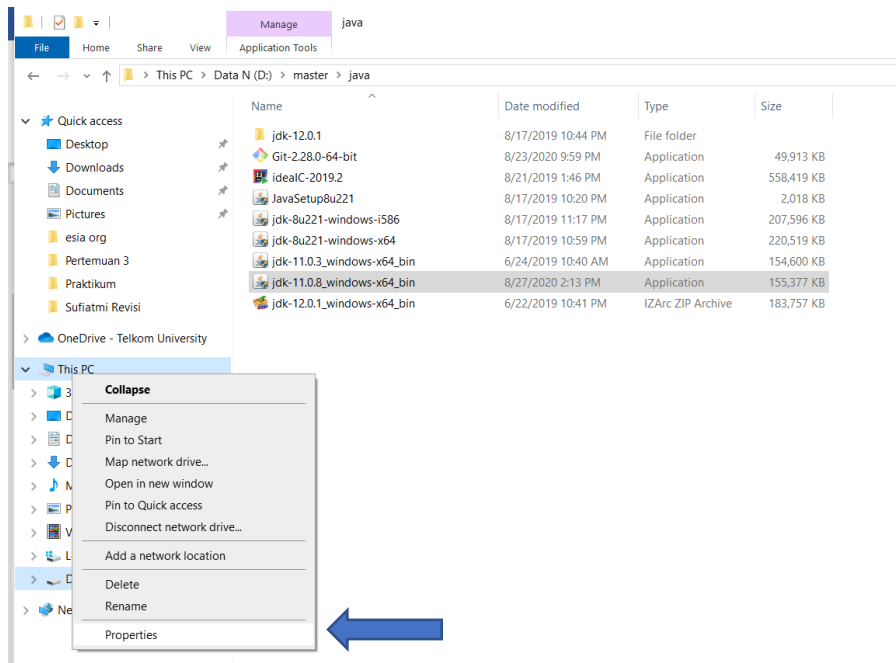 Manage
java
File
Home
Share
View
Application Tools
This PC > Data N (D:) > master > java
Name
Date modified
Type
Size
Quick access
Desktop
Downloads
Documents
Pictures
esia org
Pertemuan 3
Praktikum
Sufiatmi Revisi
OneDrive - Telkom University
This PC
3
D
D
D
M
P
V
L
D
Ne
jdk-12.0.1 8/17/2019 10:44 PM File folder
Git-2.28.0-64-bit 8/23/2020 9:59 PM Application 49,913 KB
ideaIC-2019.2 8/21/2019 1:46 PM Application 558,419 KB
JavaSetup8u221 8/17/2019 10:20 PM Application 2,018 KB
jdk-8u221-windows-i586 8/17/2019 11:17 PM Application 207,596 KB
jdk-8u221-windows-x64 8/17/2019 10:59 PM Application 220,519 KB
jdk-11.0.3_windows-x64_bin 6/24/2019 10:40 AM Application 154,600 KB
jdk-11.0.8_windows-x64_bin 8/27/2020 2:13 PM Application 155,377 KB
jdk-12.0.1_windows-x64_bin 6/22/2019 10:41 PM IZArc ZIP Archive 183,757 KB
Collapse
Manage
Pin to Start
Map network drive...
Open in new window
Pin to Quick access
Disconnect network drive...
Add a network location
Delete
Rename
Properties